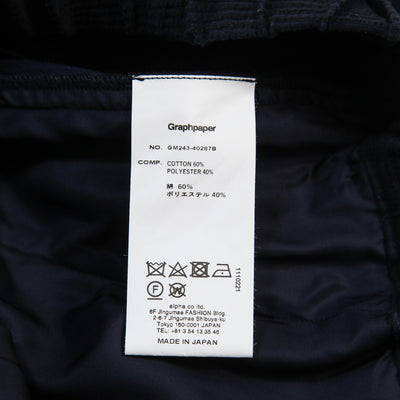 Graphpaper
NO. GM243-40287B
COMP. COTTON 60%
POLYESTER 40%
綿 60%
ポリエステル 40%
1110221
F
W
alpha co ltd.
6F Jingumae FASHION Bldg.
2-6-7 Jingumae Shibuya-ku
Tokyo 150-0001 JAPAN
TEL: +81 3 54 13 35 46
MADE IN JAPAN